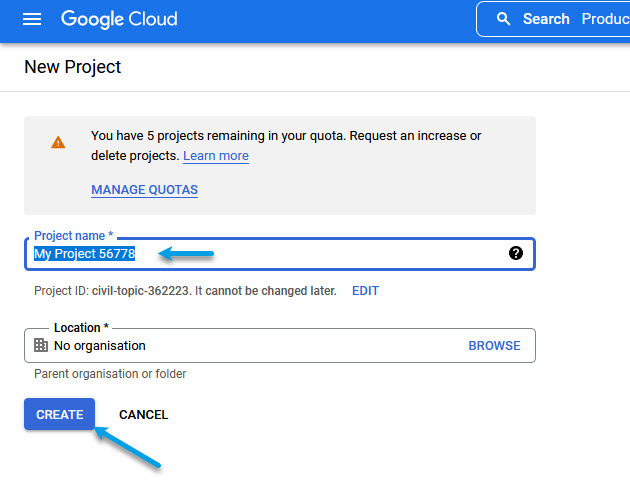 Google Cloud
Search Produc
New Project
You have 5 projects remaining in your quota. Request an increase or
delete projects. Learn more
MANAGE QUOTAS
Project name *
My Project 56778
?
Project ID: civil-topic-362223. It cannot be changed later. EDIT
Location *
No organisation BROWSE
Parent organisation or folder
CREATE CANCEL